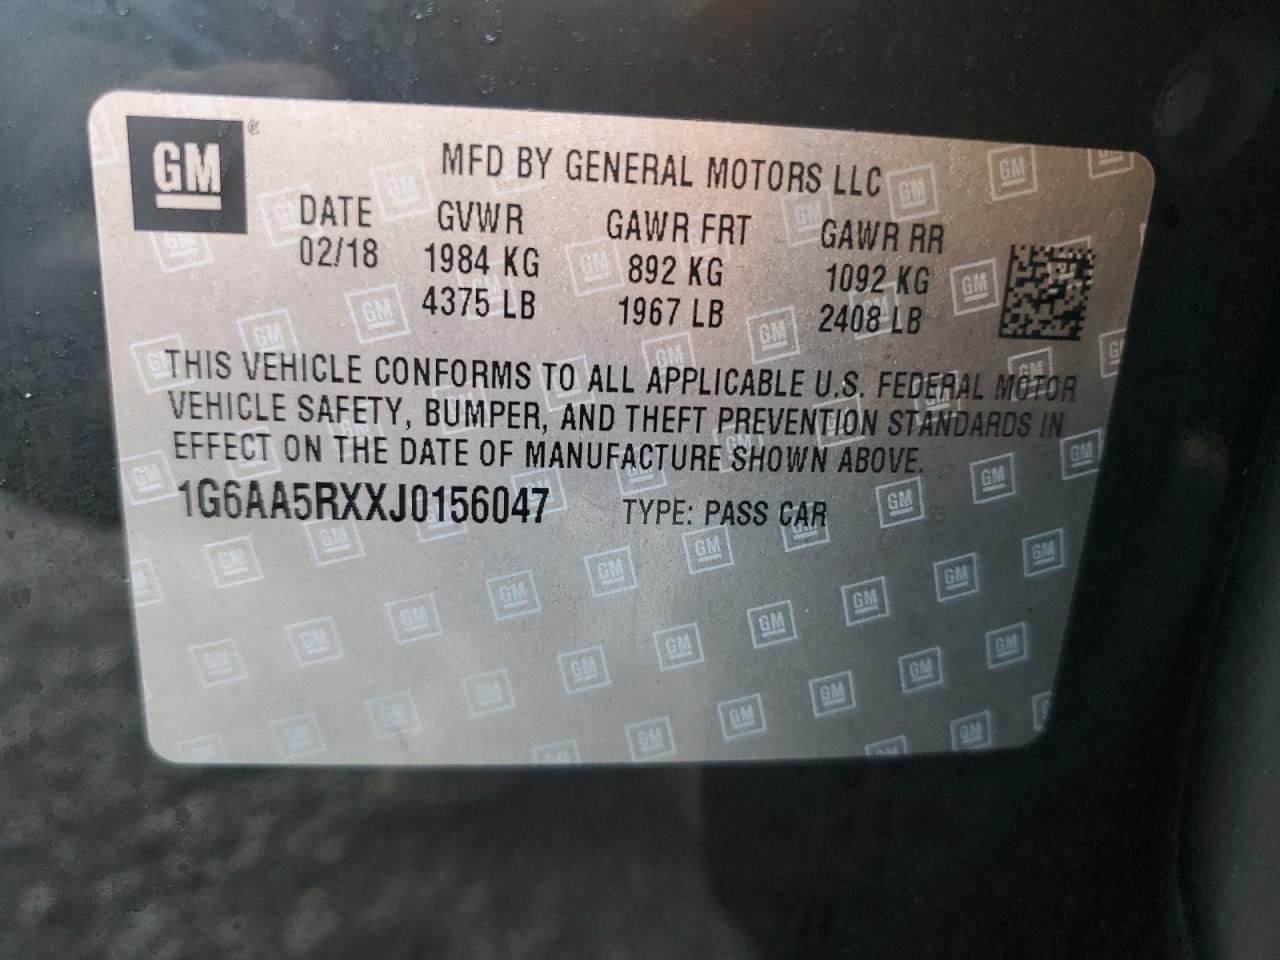 GM ®
MFD BY GENERAL MOTORS LLC
DATE GVWR GAWR FRT GAWR RR
02/18 1984 KG 892 KG 1092 KG
4375 LB 1967 LB 2408 LB
THIS VEHICLE CONFORMS TO ALL APPLICABLE U.S. FEDERAL MOTOR
VEHICLE SAFETY, BUMPER, AND THEFT PREVENTION STANDARDS IN
EFFECT ON THE DATE OF MANUFACTURE SHOWN ABOVE.
1G6AA5RXXJ0156047 TYPE: PASS CAR